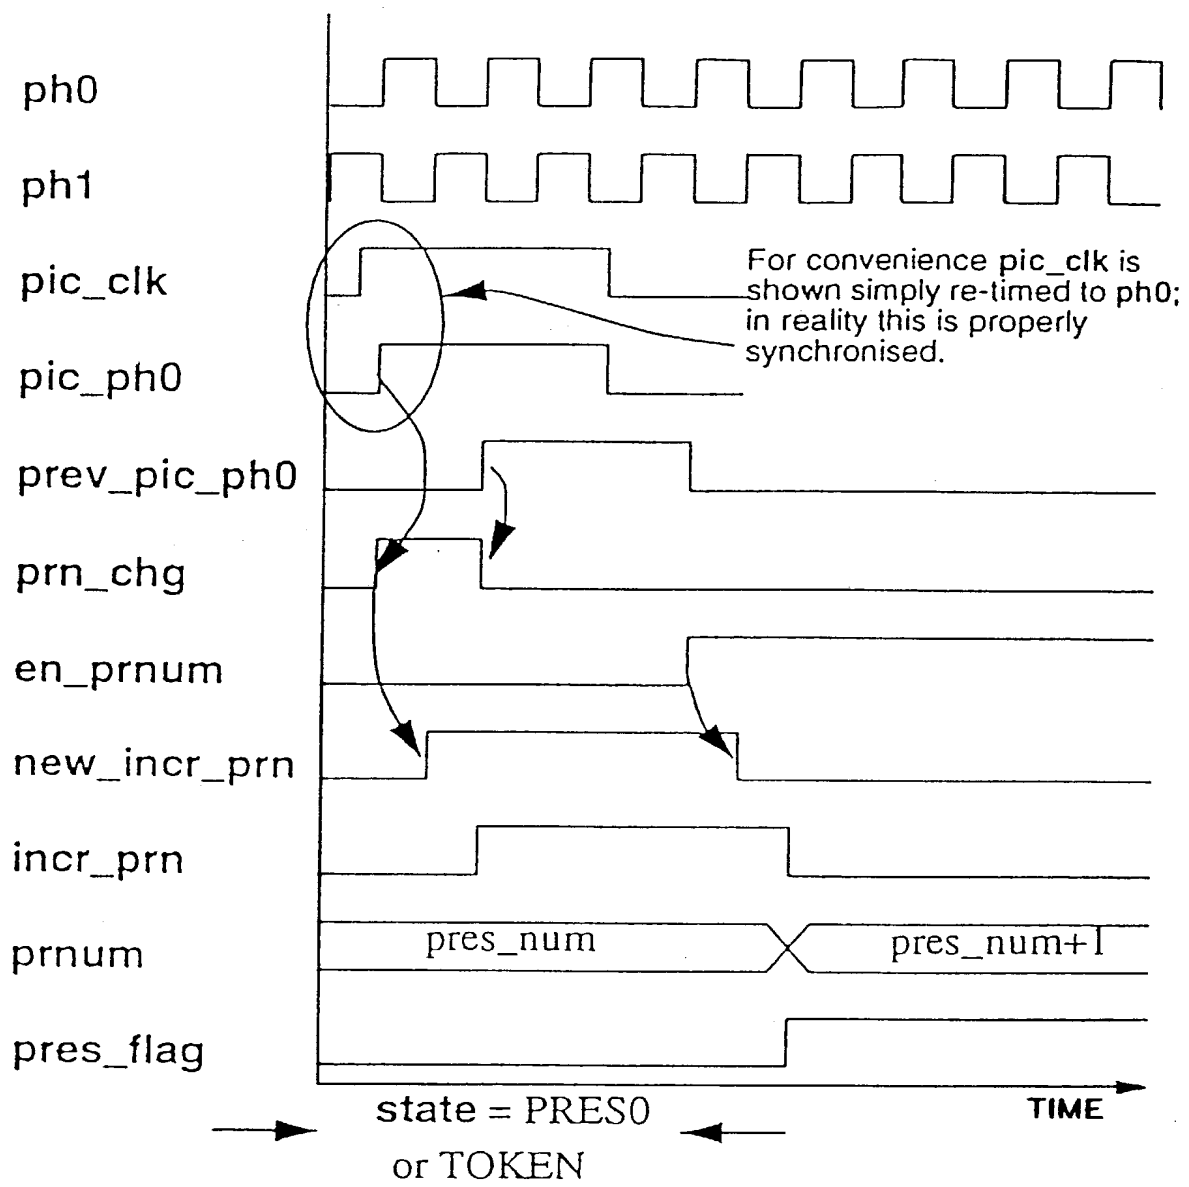 ph0
ph1
pic_clk
For convenience pic_clk is
shown simply re-timed to ph0;
in reality this is properly
synchronised.
pic_ph0
prev_pic_ph0
prn_chg
en_prnum
new_incr_prn
incr_prn
prnum
pres_num
pres_num+1
pres_flag
TIME
state = PRES0
or TOKEN